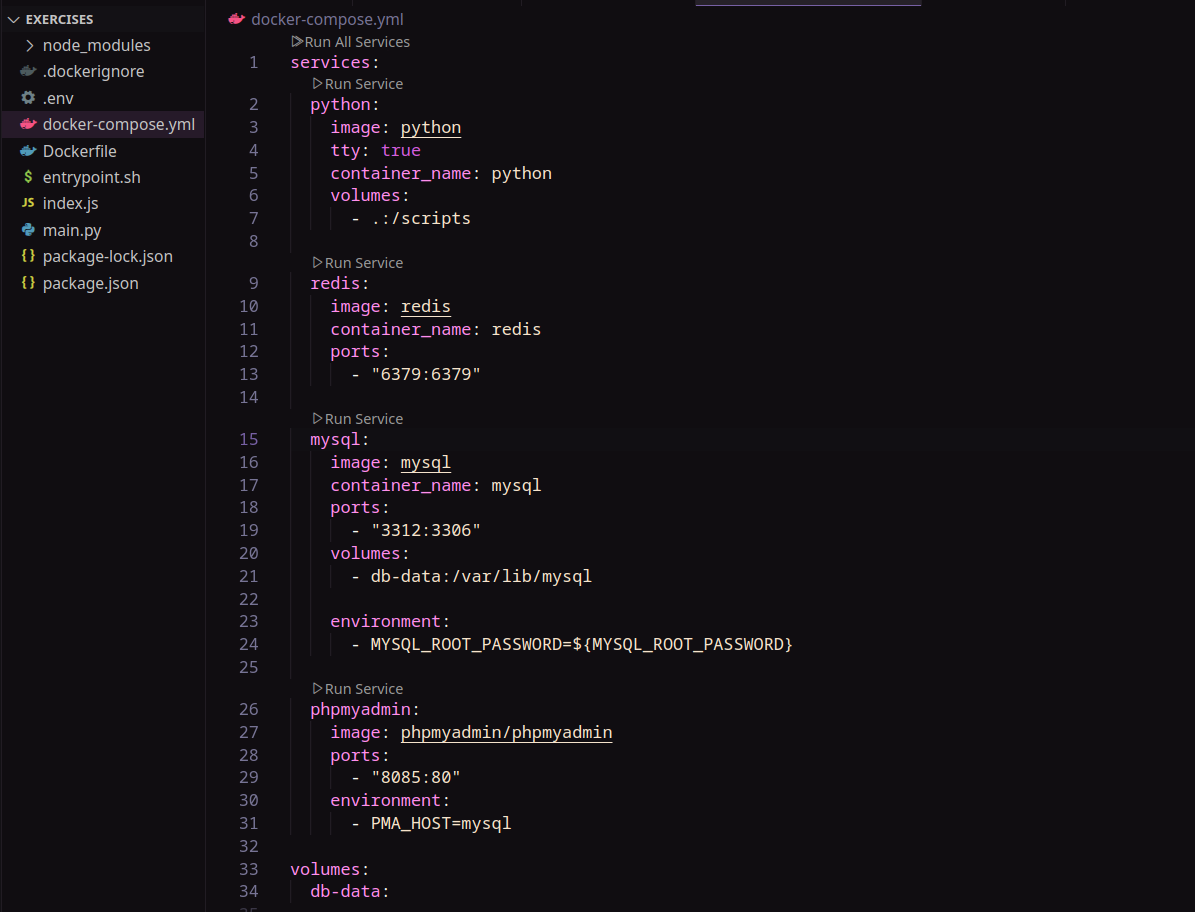 EXERCISES
node_modules
.dockerignore
.env
docker-compose.yml
Dockerfile
entrypoint.sh
index.js
main.py
package-lock.json
package.json
docker-compose.yml
Run All Services
1 services:
Run Service
2   python:
3     image: python
4     tty: true
5     container_name: python
6     volumes:
7       - .:/scripts
8
Run Service
9   redis:
10     image: redis
11     container_name: redis
12     ports:
13       - "6379:6379"
14
Run Service
15   mysql:
16     image: mysql
17     container_name: mysql
18     ports:
19       - "3312:3306"
20     volumes:
21       - db-data:/var/lib/mysql
22
23     environment:
24       - MYSQL_ROOT_PASSWORD=${MYSQL_ROOT_PASSWORD}
25
Run Service
26   phpmyadmin:
27     image: phpmyadmin/phpmyadmin
28     ports:
29       - "8085:80"
30     environment:
31       - PMA_HOST=mysql
32
33 volumes:
34   db-data: